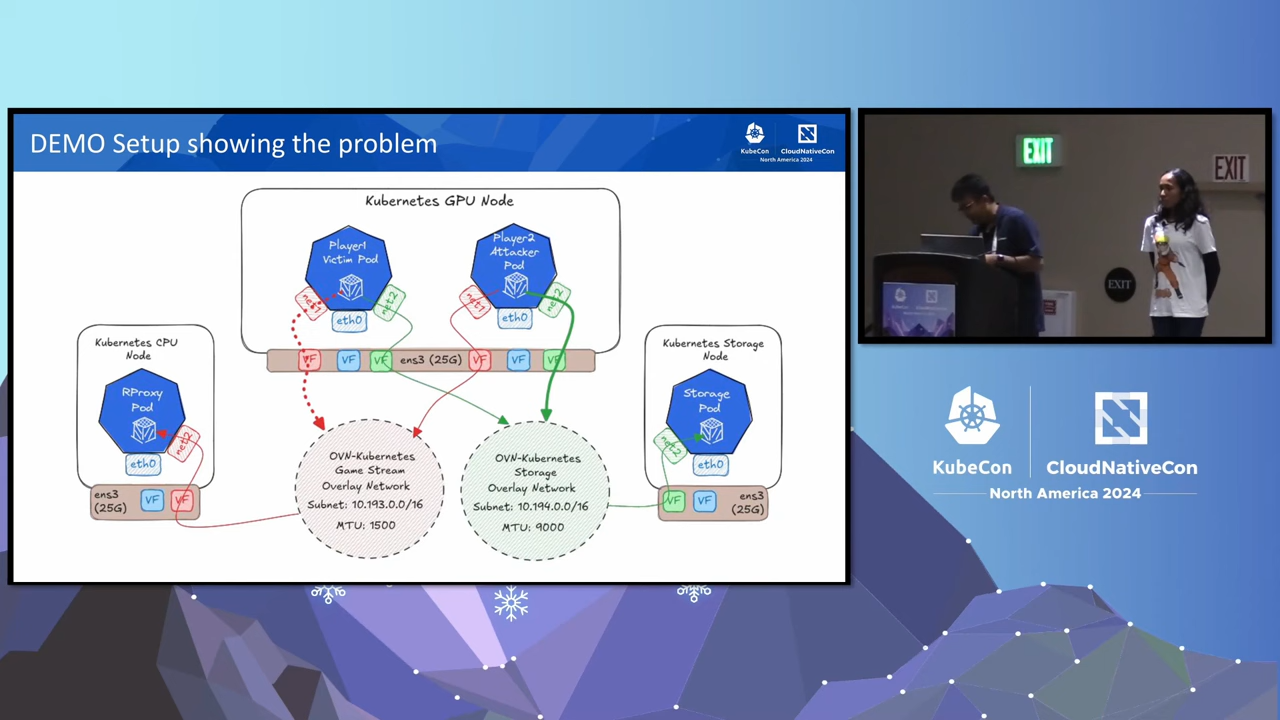 DEMO Setup showing the problem
KubeCon
CloudNativeCon
North America 2024
Kubernetes GPU Node
Player1
Victim Pod
net1
net2
eth0
Player2
Attacker
Pod
net1
net2
eth0
VF
VF
VF
ens3 (25G)
VF
VF
VF
Kubernetes CPU
Node
RProxy
Pod
net2
eth0
ens3
(25G)
VF
VF
OVN-Kubernetes
Game Stream
Overlay Network
Subnet: 10.193.0.0/16
MTU: 1500
OVN-Kubernetes
Storage
Overlay Network
Subnet: 10.194.0.0/16
MTU: 9000
Kubernetes Storage
Node
Storage
Pod
net2
eth0
VF
VF
ens3
(25G)
EXIT
EXIT
EXIT
KubeCon
CloudNativeCon
North America 2024